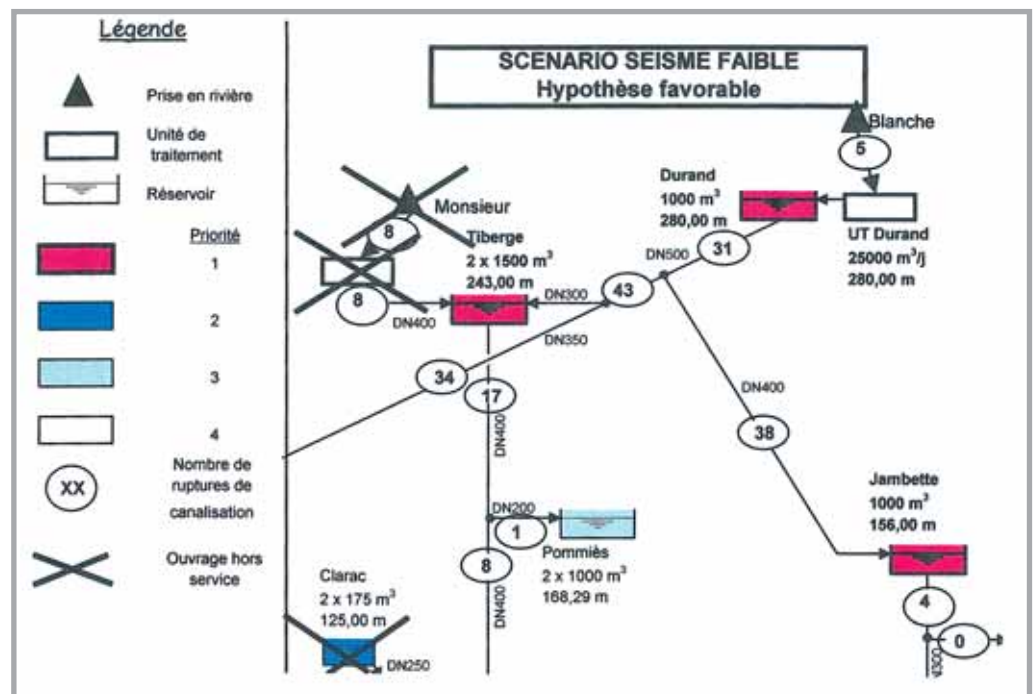 Légende
Prise en rivière
Unité de
traitement
Réservoir
Priorité
1
2
3
4
XX
Nombre de
ruptures de
canalisation
Ouvrage hors
service
SCENARIO SEISME FAIBLE
Hypothèse favorable
Blanche
5
Durand
1000 m³
280,00 m
UT Durand
25000 m³/j
280,00 m
31
DN500
43
Monsieur
8
Tiberge
2 x 1500 m³
243,00 m
8
DN400
DN300
DN350
34
17
DN400
DN400
38
DN200
1
Pommiès
2 x 1000 m³
168,29 m
8
DN400
Jambette
1000 m³
156,00 m
4
0
DN300
Clarac
2 x 175 m³
125,00 m
DN250